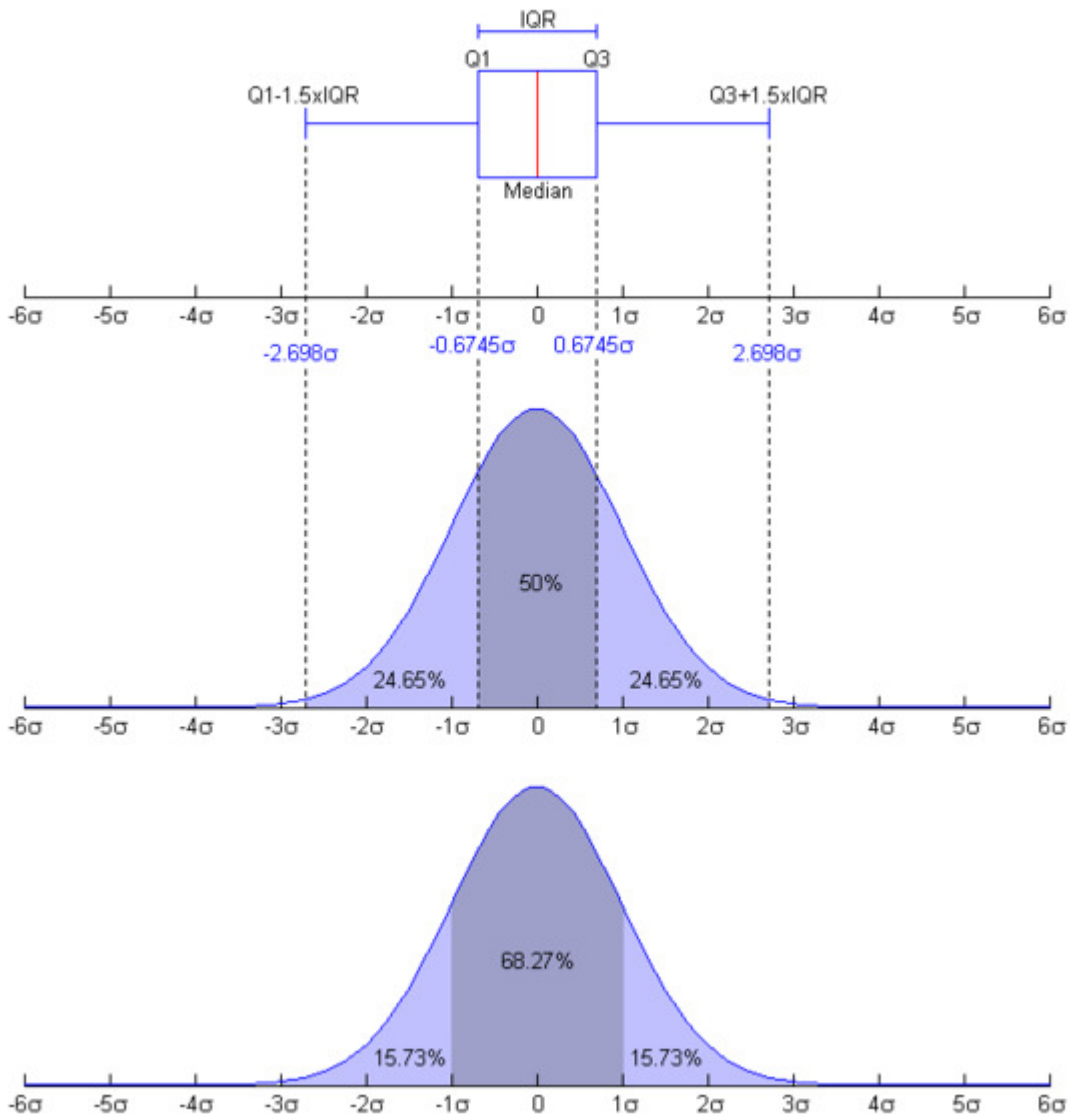 IQR
Q1 Q3
Q1-1.5xIQR Q3+1.5xIQR
Median
-6σ -5σ -4σ -3σ -2σ -1σ 0 1σ 2σ 3σ 4σ 5σ 6σ
-2.698σ -0.6745σ 0.6745σ 2.698σ
50%
24.65% 24.65%
-6σ -5σ -4σ -3σ -2σ -1σ 0 1σ 2σ 3σ 4σ 5σ 6σ
68.27%
15.73% 15.73%
-6σ -5σ -4σ -3σ -2σ -1σ 0 1σ 2σ 3σ 4σ 5σ 6σ